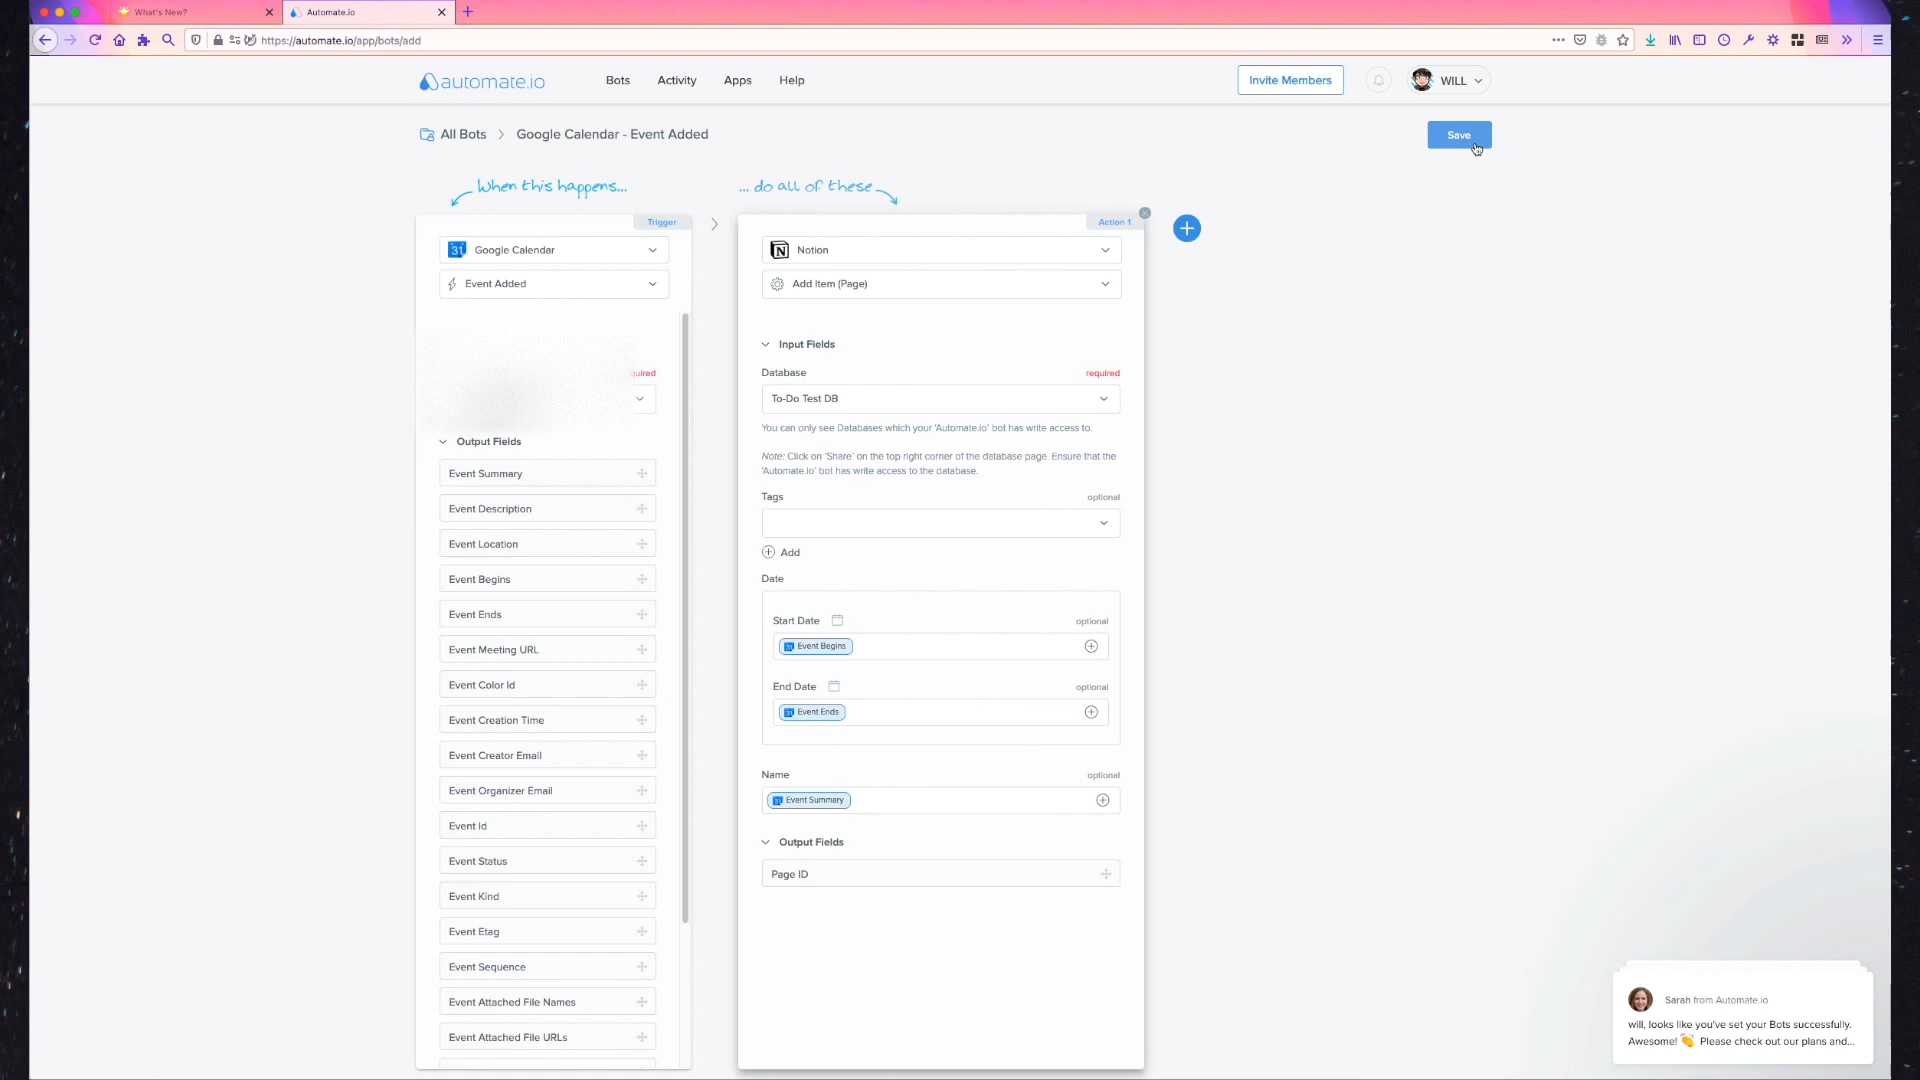 What's New?
Automate.io
https://automate.io/app/bots/add
automate.io
Bots
Activity
Apps
Help
Invite Members
WILL
All Bots > Google Calendar - Event Added
Save
When this happens...
... do all of these
Trigger
Google Calendar
Event Added
quired
Output Fields
Event Summary
Event Description
Event Location
Event Begins
Event Ends
Event Meeting URL
Event Color Id
Event Creation Time
Event Creator Email
Event Organizer Email
Event Id
Event Status
Event Kind
Event Etag
Event Sequence
Event Attached File Names
Event Attached File URLs
Action 1
Notion
Add Item (Page)
Input Fields
Database required
To-Do Test DB
You can only see Databases which your 'Automate.io' bot has write access to.
Note: Click on 'Share' on the top right corner of the database page. Ensure that the
'Automate.io' bot has write access to the database.
Tags optional
Add
Date
Start Date optional
31 Event Begins
End Date optional
31 Event Ends
Name optional
31 Event Summary
Output Fields
Page ID
Sarah from Automate.io
will, looks like you've set your Bots successfully.
Awesome! 👏 Please check out our plans and...